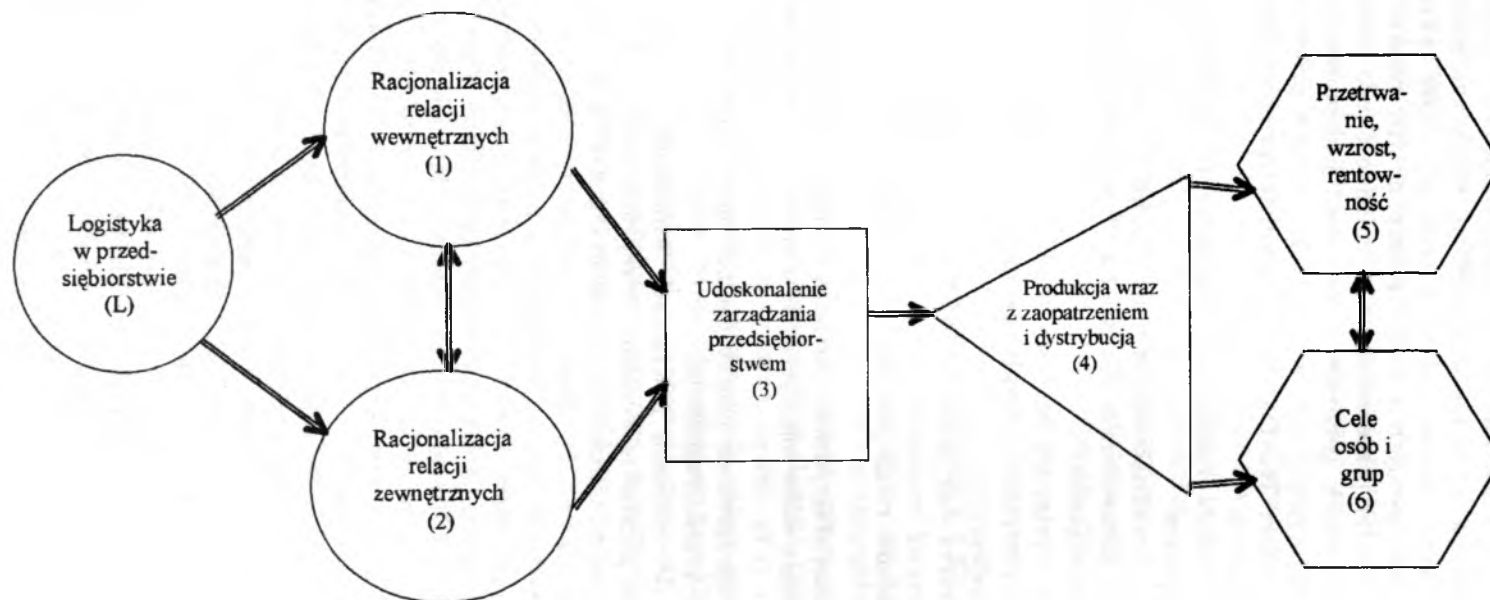 Logistyka
w przed-
siębiorstwie
(L)
Racjonalizacja
relacji
wewnętrznych
(1)
Racjonalizacja
relacji
zewnętrznych
(2)
Udoskonalenie
zarządzania
przedsiębior-
stwem
(3)
Produkcja wraz
z zaopatrzeniem
i dystrybucją
(4)
Przetrwa-
nie,
wzrost,
rentow-
ność
(5)
Cele
osób i
grup
(6)